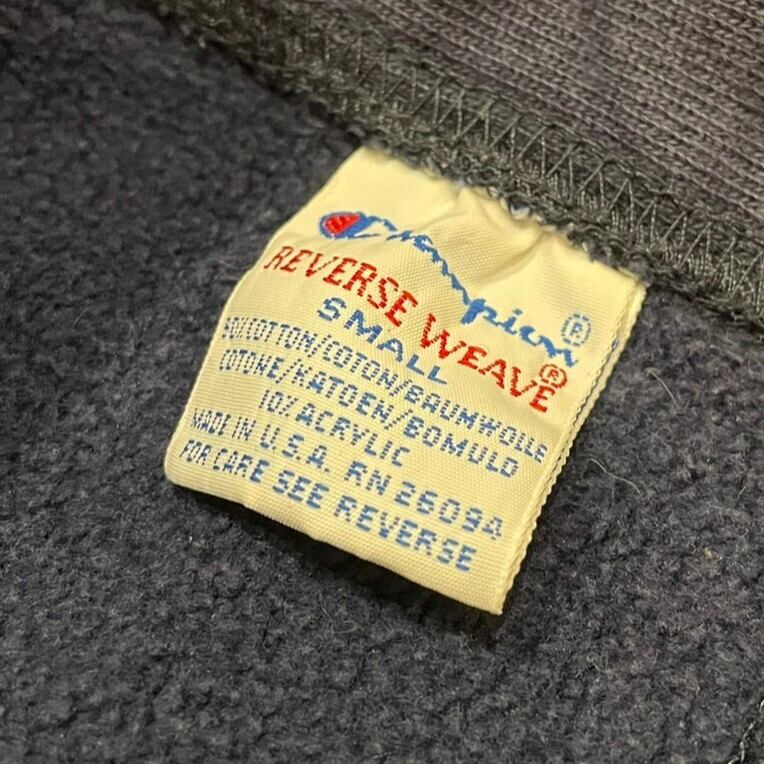 Champion®
REVERSE WEAVE®
SMALL
90%COTTON/COTON/BAUMWOLLE
COTONE/KATOEN/BOMULD
10%ACRYLIC
MADE IN U.S.A. RN 26094
FOR CARE SEE REVERSE